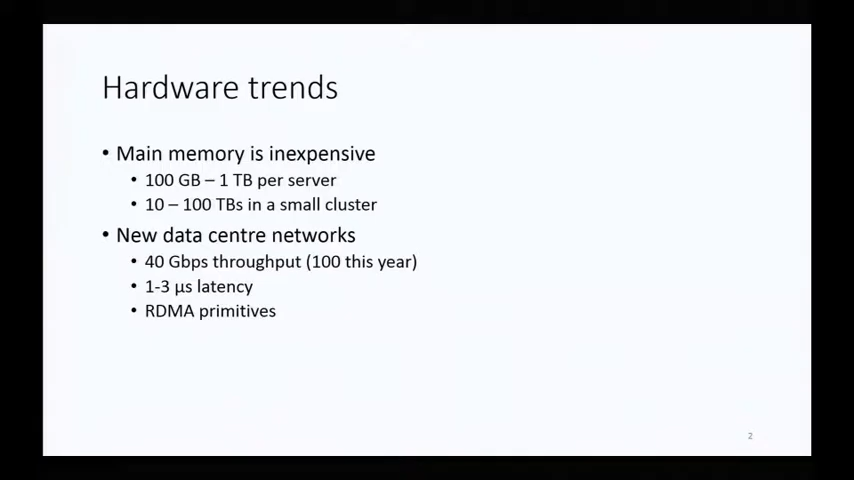 Hardware trends
• Main memory is inexpensive
• 100 GB – 1 TB per server
• 10 – 100 TBs in a small cluster
• New data centre networks
• 40 Gbps throughput (100 this year)
• 1-3 µs latency
• RDMA primitives
2